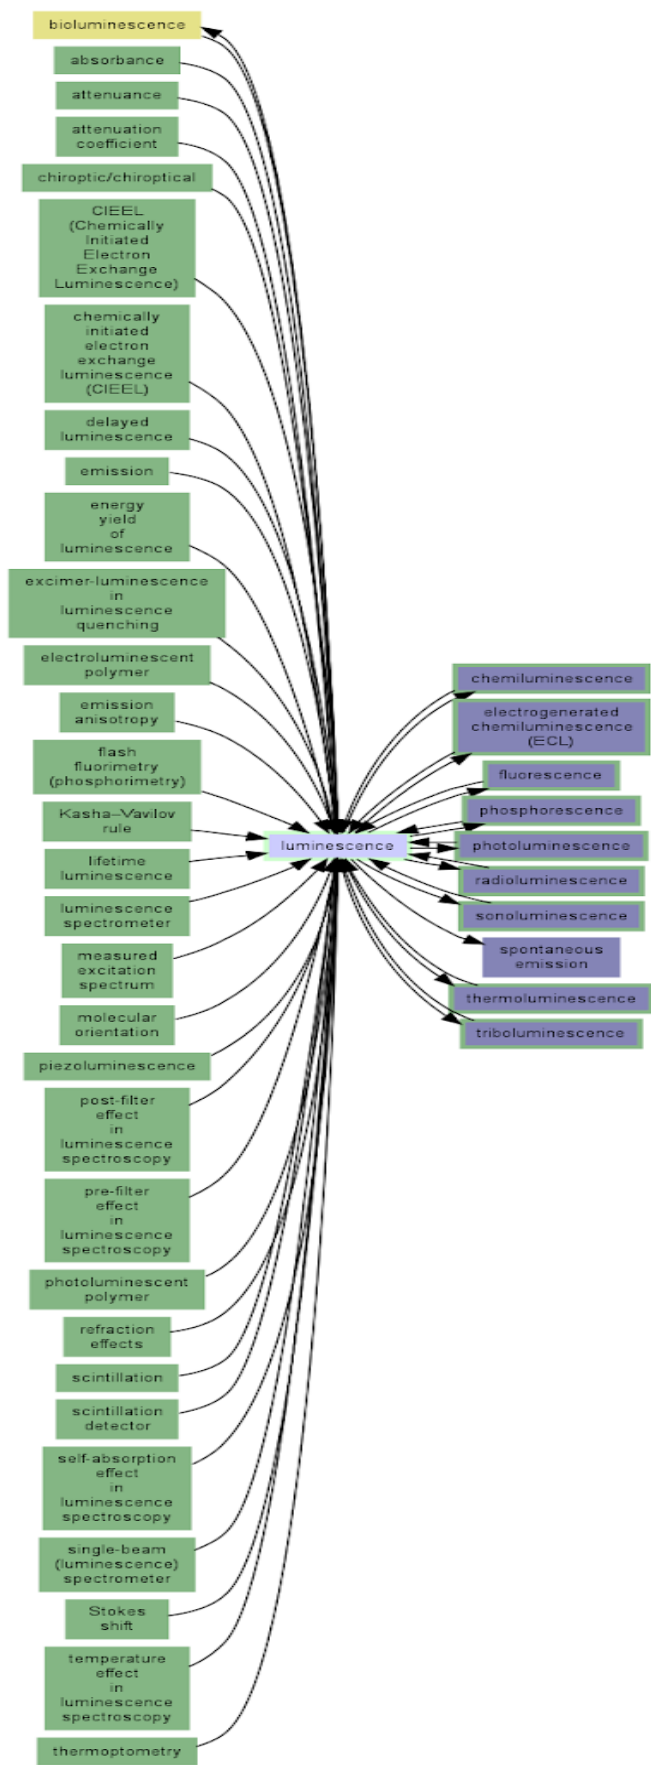 bioluminescence
absorbance
attenuance
attenuation
coefficient
chiroptic/chiroptical
CIEEL
(Chemically
Initiated
Electron
Exchange
Luminescence)
chemically
initiated
electron
exchange
luminescence
(CIEEL)
delayed
luminescence
emission
energy
yield
of
luminescence
excimer-luminescence
in
luminescence
quenching
electroluminescent
polymer
emission
anisotropy
flash
fluorimetry
(phosphorimetry)
Kasha–Vavilov
rule
lifetime
luminescence
luminescence
spectrometer
measured
excitation
spectrum
molecular
orientation
piezoluminescence
post-filter
effect
in
luminescence
spectroscopy
pre-filter
effect
in
luminescence
spectroscopy
photoluminescent
polymer
refraction
effects
scintillation
scintillation
detector
self-absorption
effect
in
luminescence
spectroscopy
single-beam
(luminescence)
spectrometer
Stokes
shift
temperature
effect
in
luminescence
spectroscopy
thermoptometry
luminescence
chemiluminescence
electrogenerated
chemiluminescence
(ECL)
fluorescence
phosphorescence
photoluminescence
radioluminescence
sonoluminescence
spontaneous
emission
thermoluminescence
triboluminescence